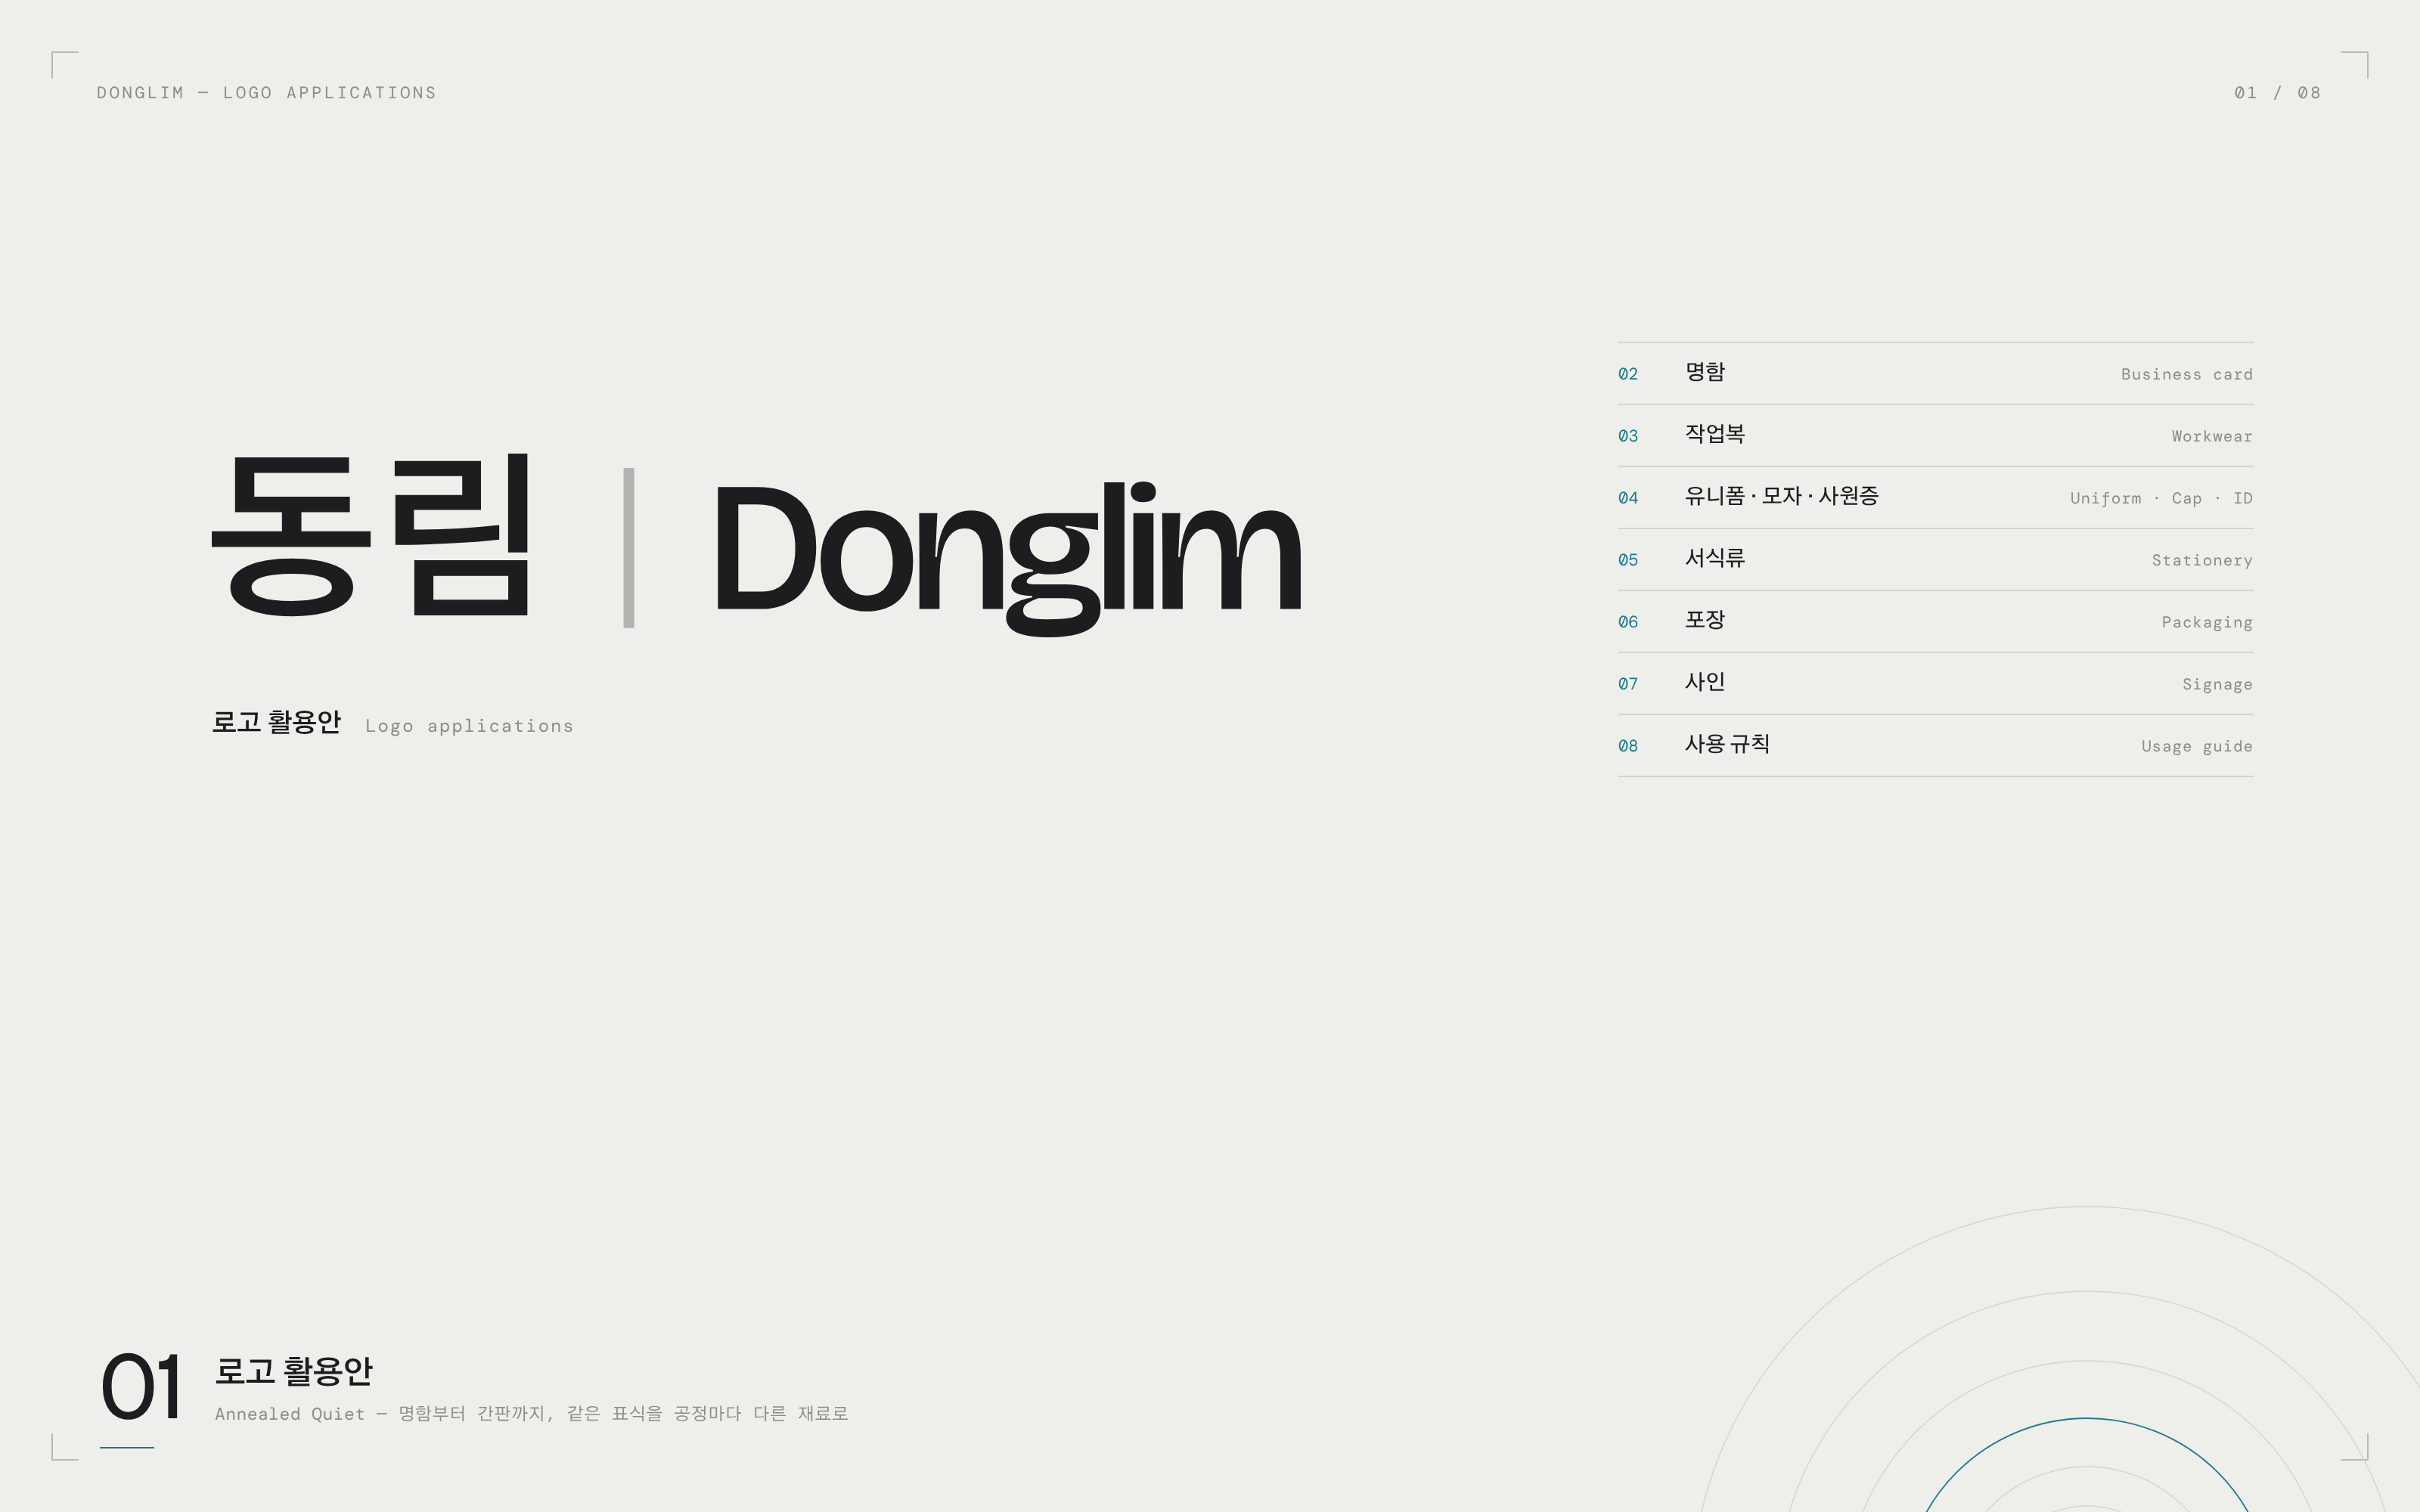 DONGLIM — LOGO APPLICATIONS
01 / 08
동림 | Donglim
로고 활용안 Logo applications
02 명함 Business card
03 작업복 Workwear
04 유니폼 · 모자 · 사원증 Uniform · Cap · ID
05 서식류 Stationery
06 포장 Packaging
07 사인 Signage
08 사용 규칙 Usage guide
01 로고 활용안
Annealed Quiet — 명함부터 간판까지, 같은 표식을 공정마다 다른 재료로